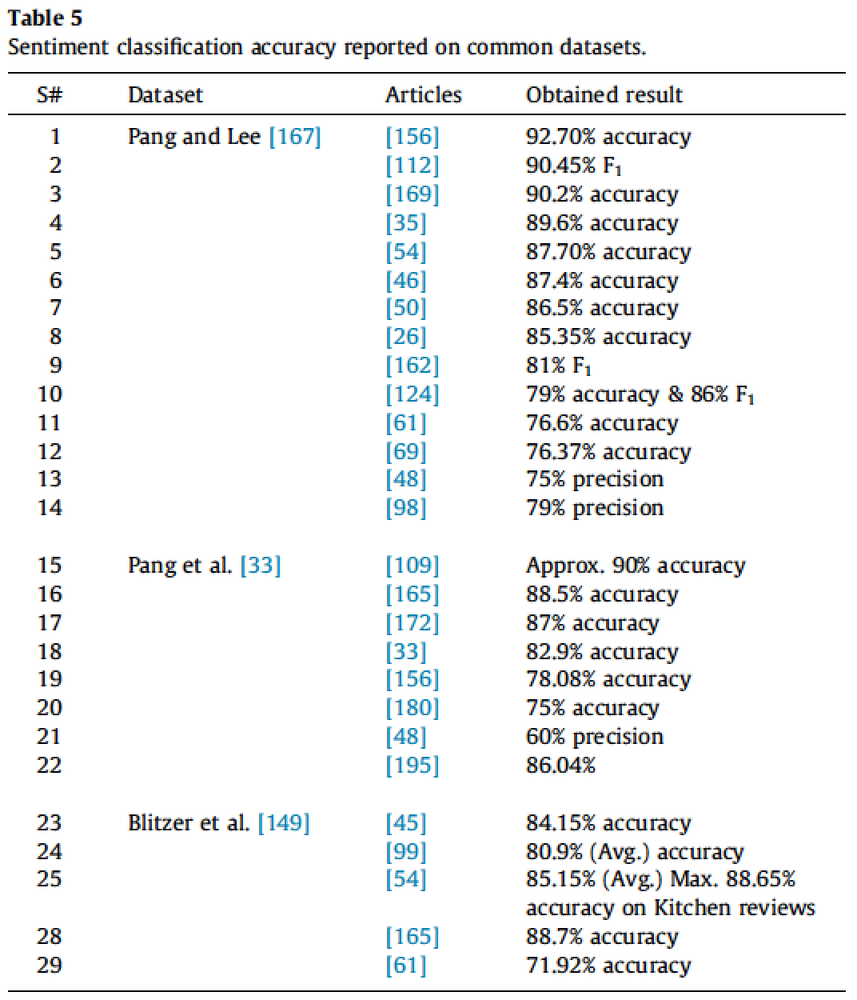 Table 5
Sentiment classification accuracy reported on common datasets.
S# Dataset Articles Obtained result
1 Pang and Lee [167] [156] 92.70% accuracy
2 [112] 90.45% F₁
3 [169] 90.2% accuracy
4 [35] 89.6% accuracy
5 [54] 87.70% accuracy
6 [46] 87.4% accuracy
7 [50] 86.5% accuracy
8 [26] 85.35% accuracy
9 [162] 81% F₁
10 [124] 79% accuracy & 86% F₁
11 [61] 76.6% accuracy
12 [69] 76.37% accuracy
13 [48] 75% precision
14 [98] 79% precision
15 Pang et al. [33] [109] Approx. 90% accuracy
16 [165] 88.5% accuracy
17 [172] 87% accuracy
18 [33] 82.9% accuracy
19 [156] 78.08% accuracy
20 [180] 75% accuracy
21 [48] 60% precision
22 [195] 86.04%
23 Blitzer et al. [149] [45] 84.15% accuracy
24 [99] 80.9% (Avg.) accuracy
25 [54] 85.15% (Avg.) Max. 88.65%
accuracy on Kitchen reviews
28 [165] 88.7% accuracy
29 [61] 71.92% accuracy